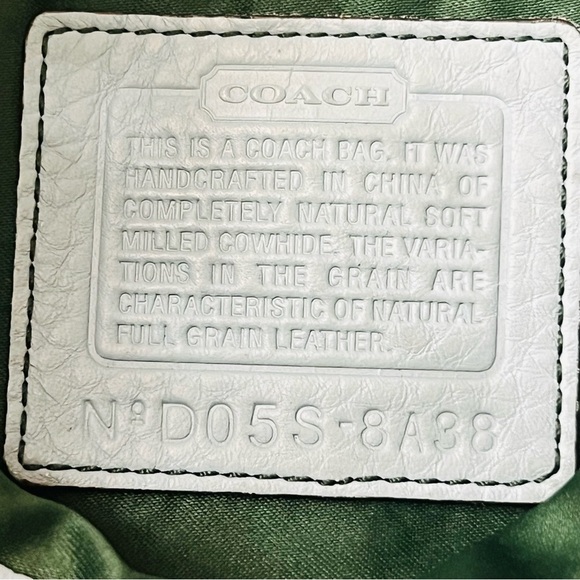 COACH
THIS IS A COACH BAG. IT WAS
HANDCRAFTED IN CHINA OF
COMPLETELY NATURAL SOFT
MILLED COWHIDE. THE VARIA-
TIONS IN THE GRAIN ARE
CHARACTERISTIC OF NATURAL
FULL GRAIN LEATHER.
Nº D05S-8A38